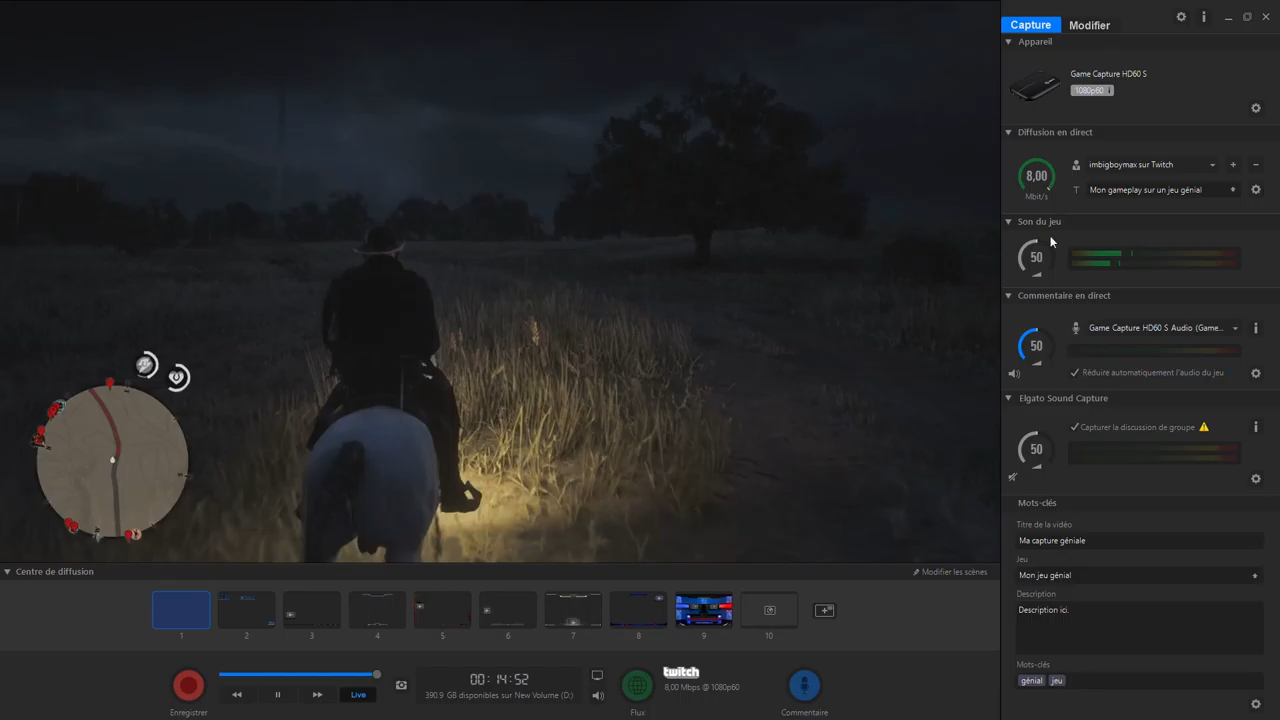 Capture Modifier
Appareil
Game Capture HD60 S
1080p60 i
Diffusion en direct
8,00
Mbit/s
imbigboymax sur Twitch
Mon gameplay sur un jeu génial
Son du jeu
50
Commentaire en direct
50
Game Capture HD60 S Audio (Game...
Réduire automatiquement l'audio du jeu
Elgato Sound Capture
50
Capturer la discussion de groupe
Mots-clés
Titre de la vidéo
Ma capture géniale
Jeu
Mon jeu génial
Description
Description ici.
Mots-clés
génial jeu
Centre de diffusion
Modifier les scènes
1 2 3 4 5 6 7 8 9 10
Enregistrer
Live
00:14:52
390.9 GB disponibles sur New Volume (D:)
Flux
twitch
8,00 Mbps @ 1080p60
Commentaire